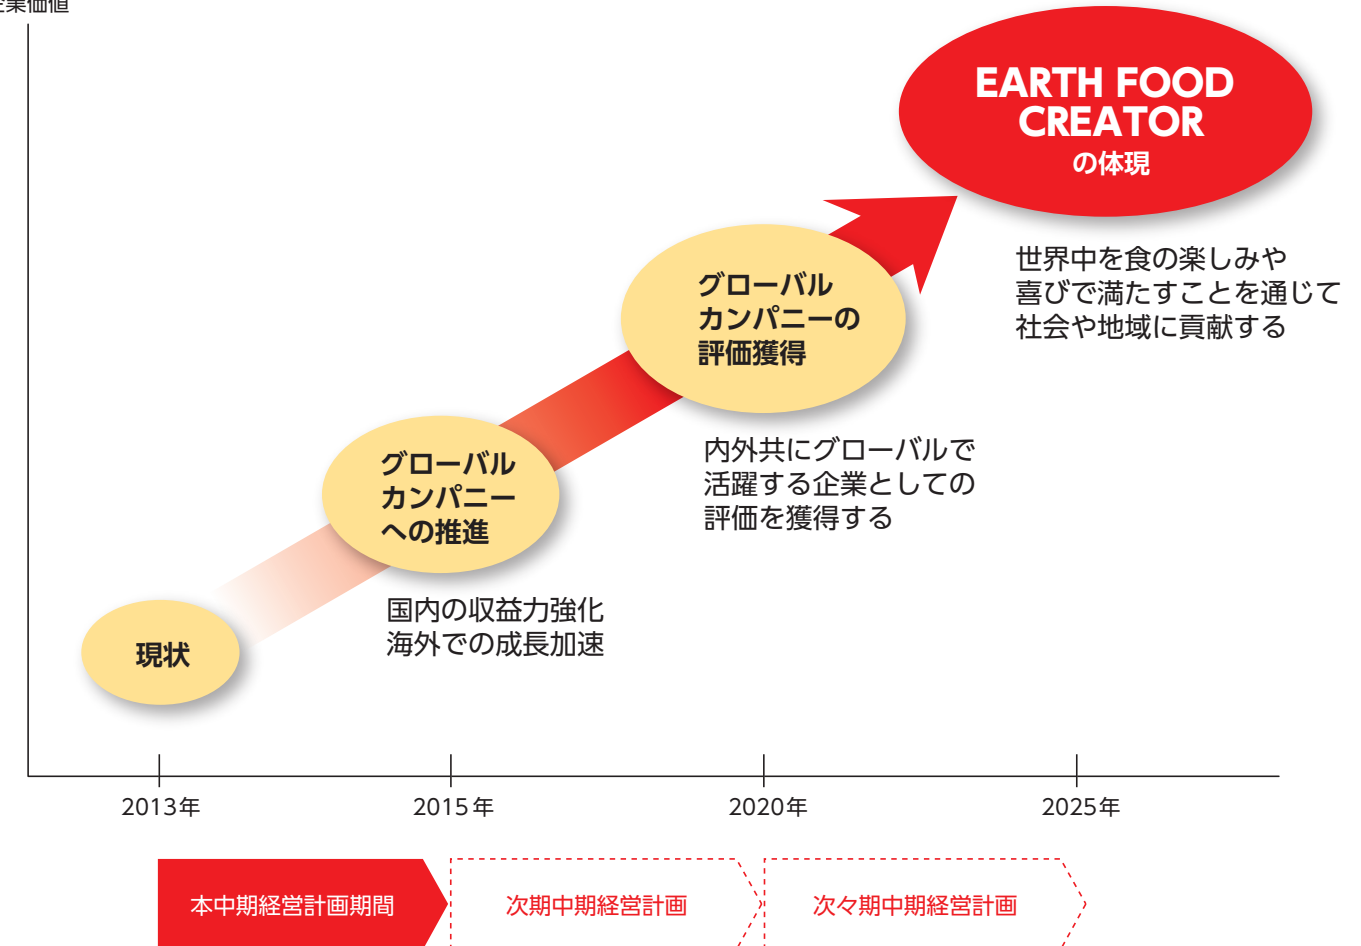 企業価値
EARTH FOOD
CREATOR
の体現
世界中を食の楽しみや
喜びで満たすことを通じて
社会や地域に貢献する
グローバル
カンパニーの
評価獲得
内外共にグローバルで
活躍する企業としての
評価を獲得する
グローバル
カンパニー
への推進
国内の収益力強化
海外での成長加速
現状
2013年
2015年
2020年
2025年
本中期経営計画期間
次期中期経営計画
次々期中期経営計画